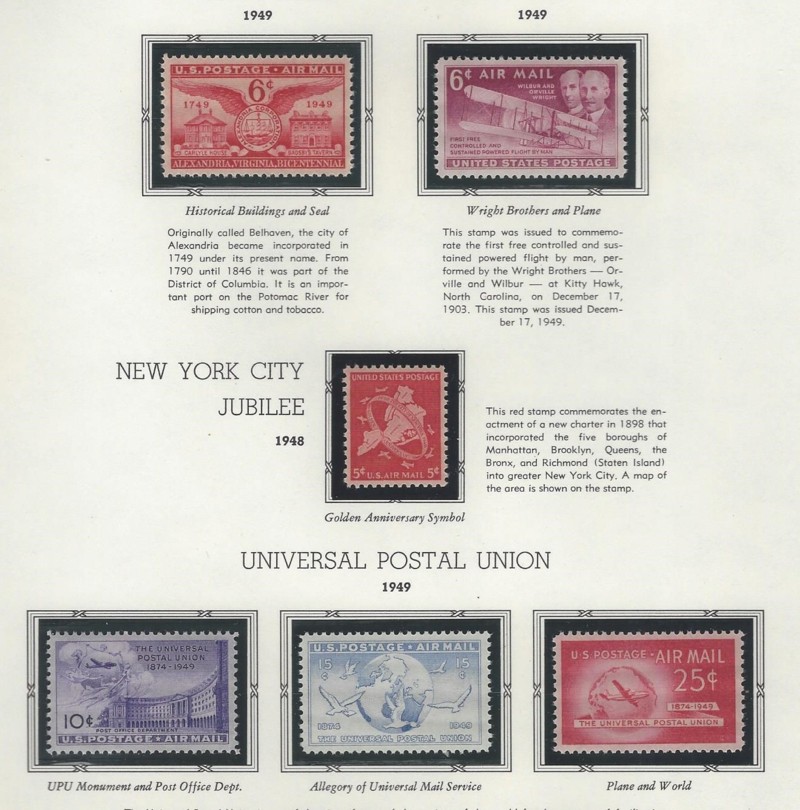 1949
1949
U.S. POSTAGE · AIR MAIL
6¢
1749 1949
CARLYLE HOUSE GADSBY'S TAVERN
ALEXANDRIA, VIRGINIA, BICENTENNIAL
6¢ AIR MAIL
WILBUR AND
ORVILLE
WRIGHT
FIRST FREE
CONTROLLED AND
SUSTAINED POWERED FLIGHT BY MAN
UNITED STATES POSTAGE
Historical Buildings and Seal
Wright Brothers and Plane
Originally called Belhaven, the city of
Alexandria became incorporated in
1749 under its present name. From
1790 until 1846 it was part of the
District of Columbia. It is an impor-
tant port on the Potomac River for
shipping cotton and tobacco.
This stamp was issued to commemo-
rate the first free controlled and sus-
tained powered flight by man, per-
formed by the Wright Brothers — Or-
ville and Wilbur — at Kitty Hawk,
North Carolina, on December 17,
1903. This stamp was issued Decem-
ber 17, 1949.
NEW YORK CITY
JUBILEE
1948
UNITED STATES POSTAGE
5¢ U.S. AIR MAIL 5¢
Golden Anniversary Symbol
This red stamp commemorates the en-
actment of a new charter in 1898 that
incorporated the five boroughs of
Manhattan, Brooklyn, Queens, the
Bronx, and Richmond (Staten Island)
into greater New York City. A map of
the area is shown on the stamp.
UNIVERSAL POSTAL UNION
1949
THE UNIVERSAL
POSTAL UNION
1874-1949
10¢
POST OFFICE DEPARTMENT
U.S. POSTAGE · AIR MAIL
U.S. POSTAGE · AIR MAIL
15¢ 15¢
1874 1949
THE UNIVERSAL POSTAL UNION
U.S. POSTAGE · AIR MAIL
25¢
1874-1949
THE UNIVERSAL POSTAL UNION
UPU Monument and Post Office Dept.
Allegory of Universal Mail Service
Plane and World